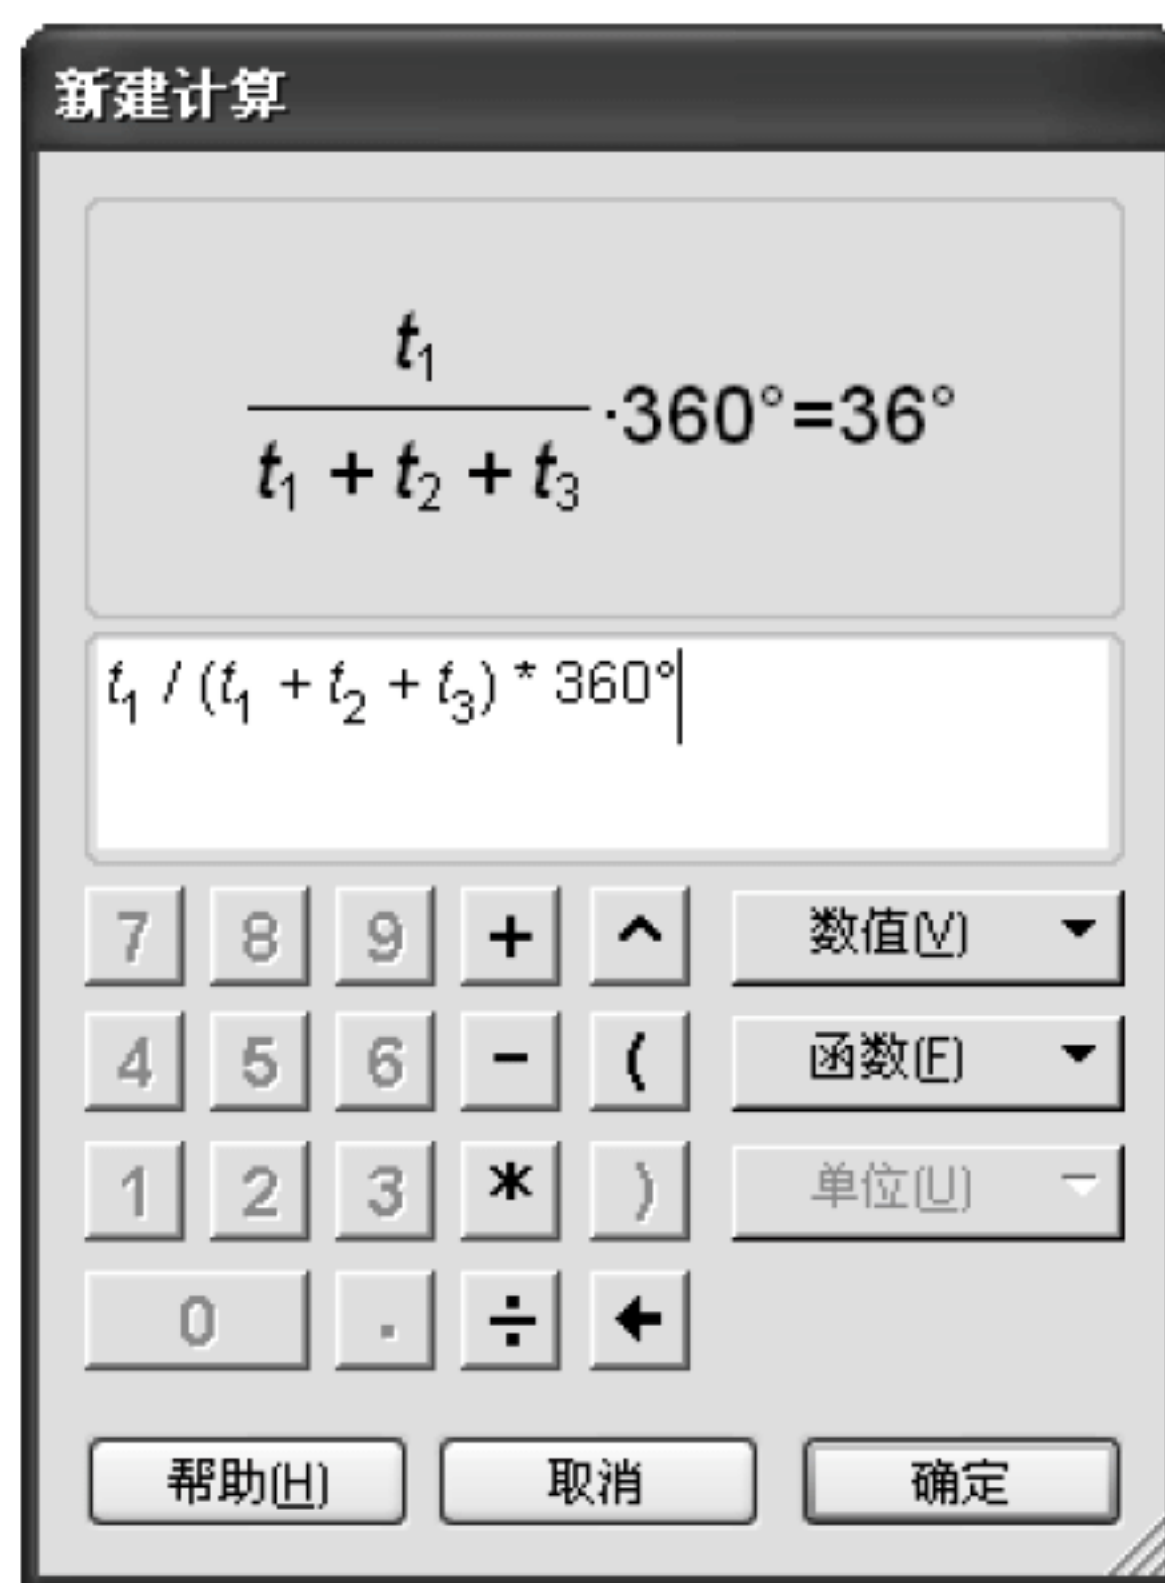 新建计算
t₁
───────── ·360°=36°
t₁ + t₂ + t₃
t₁ / (t₁ + t₂ + t₃) * 360°
7 8 9 + ^ 数值(V)
4 5 6 - ( 函数(F)
1 2 3 * ) 单位(U)
0 . ÷ ←
帮助(H) 取消 确定